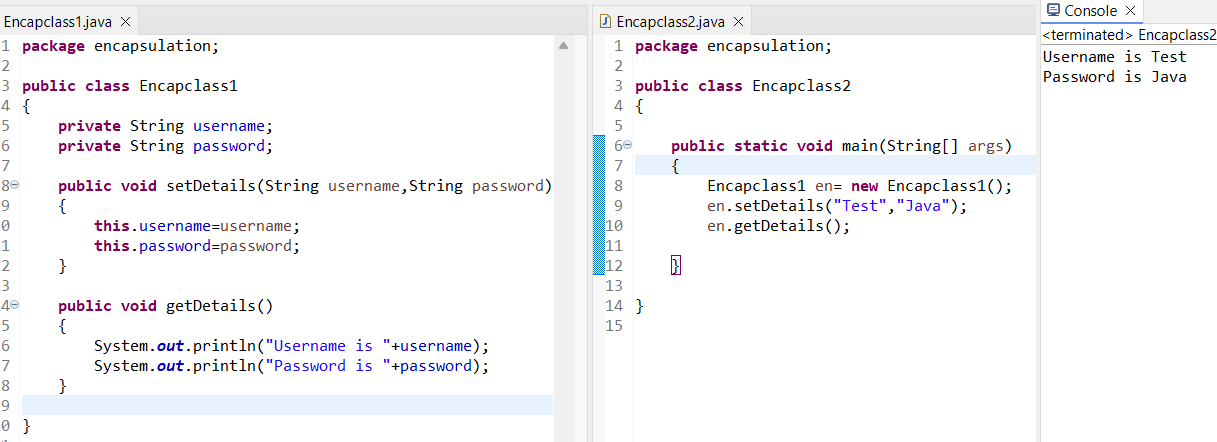 Encapclass1.java
1 package encapsulation;
2
3 public class Encapclass1
4 {
5 private String username;
6 private String password;
7
8 public void setDetails(String username,String password)
9 {
0 this.username=username;
1 this.password=password;
2 }
3
4 public void getDetails()
5 {
6 System.out.println("Username is "+username);
7 System.out.println("Password is "+password);
8 }
9
0 }
Encapclass2.java
1 package encapsulation;
2
3 public class Encapclass2
4 {
5
6 public static void main(String[] args)
7 {
8 Encapclass1 en= new Encapclass1();
9 en.setDetails("Test","Java");
10 en.getDetails();
11
12 }
13
14 }
15
Console
<terminated> Encapclass2
Username is Test
Password is Java